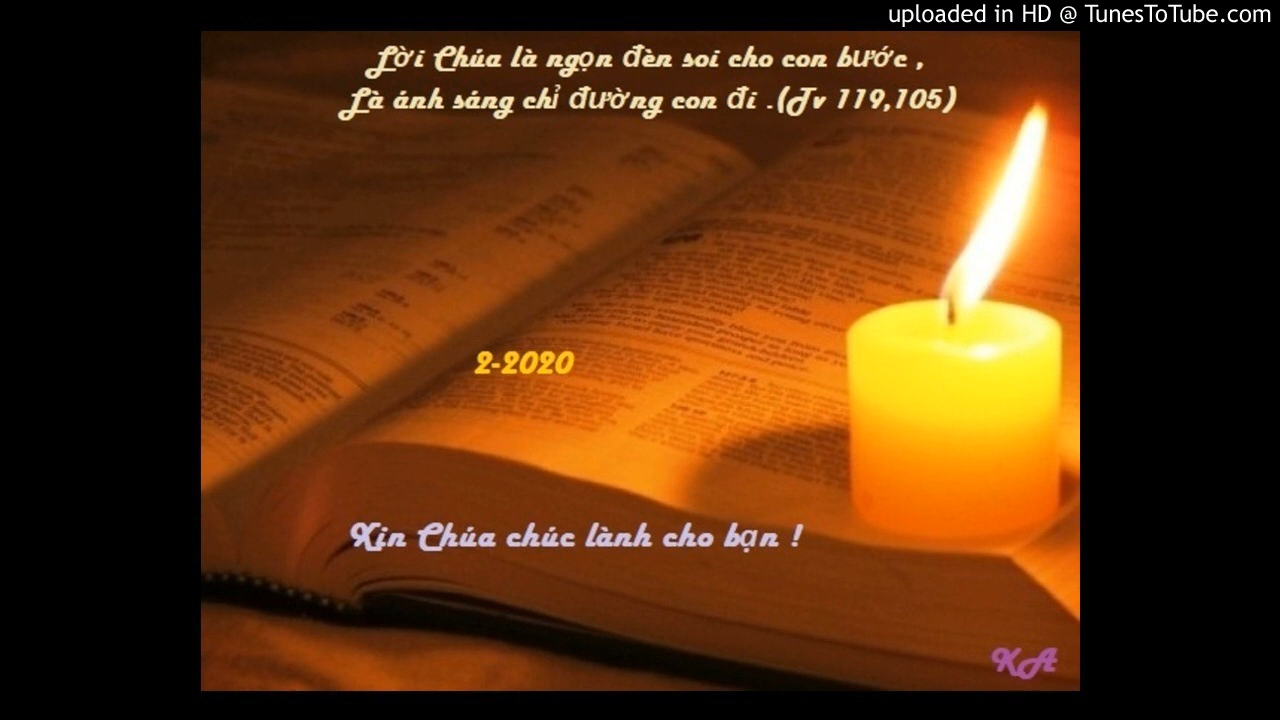 uploaded in HD @ TunesToTube.com
Lời Chúa là ngọn đèn soi cho con bước ,
Là ánh sáng chỉ đường con đi .(Tv 119,105)
2-2020
Xin Chúa chúc lành cho bạn !
KA